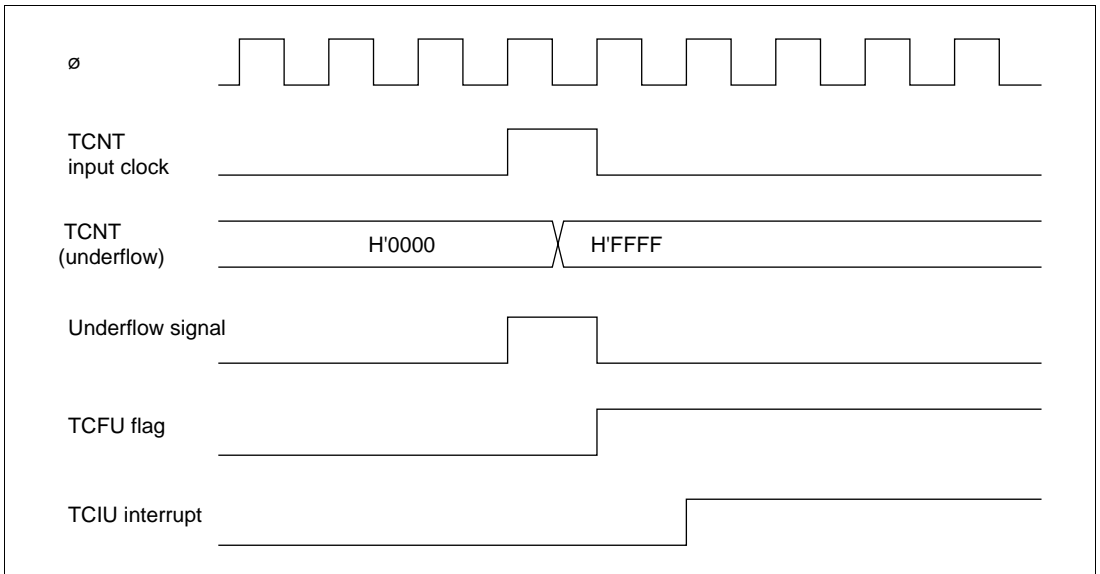 ø
TCNT
input clock
TCNT
(underflow)
H'0000
H'FFFF
Underflow signal
TCFU flag
TCIU interrupt